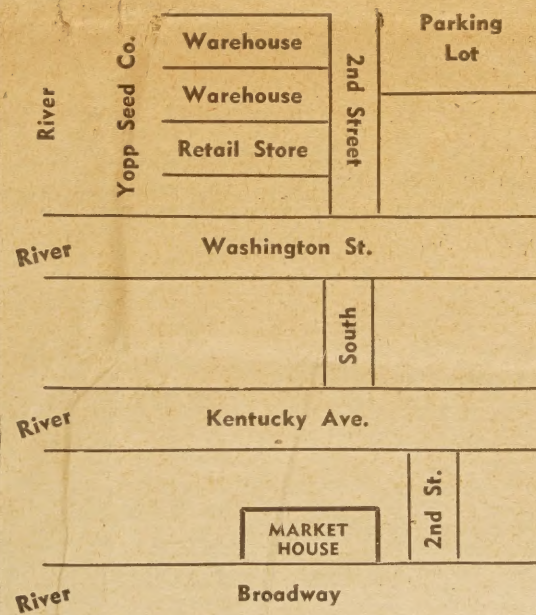 River
Yopp Seed Co.
Warehouse
Warehouse
Retail Store
2nd Street
Parking
Lot
River
Washington St.
South
River
Kentucky Ave.
MARKET
HOUSE
2nd St.
River
Broadway